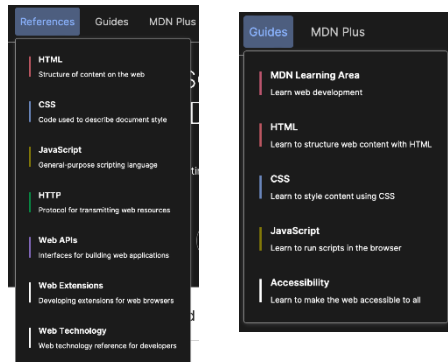 References Guides MDN Plus
HTML
Structure of content on the web
CSS
Code used to describe document style
JavaScript
General-purpose scripting language
HTTP
Protocol for transmitting web resources
Web APIs
Interfaces for building web applications
Web Extensions
Developing extensions for web browsers
Web Technology
Web technology reference for developers
Guides MDN Plus
MDN Learning Area
Learn web development
HTML
Learn to structure web content with HTML
CSS
Learn to style content using CSS
JavaScript
Learn to run scripts in the browser
Accessibility
Learn to make the web accessible to all